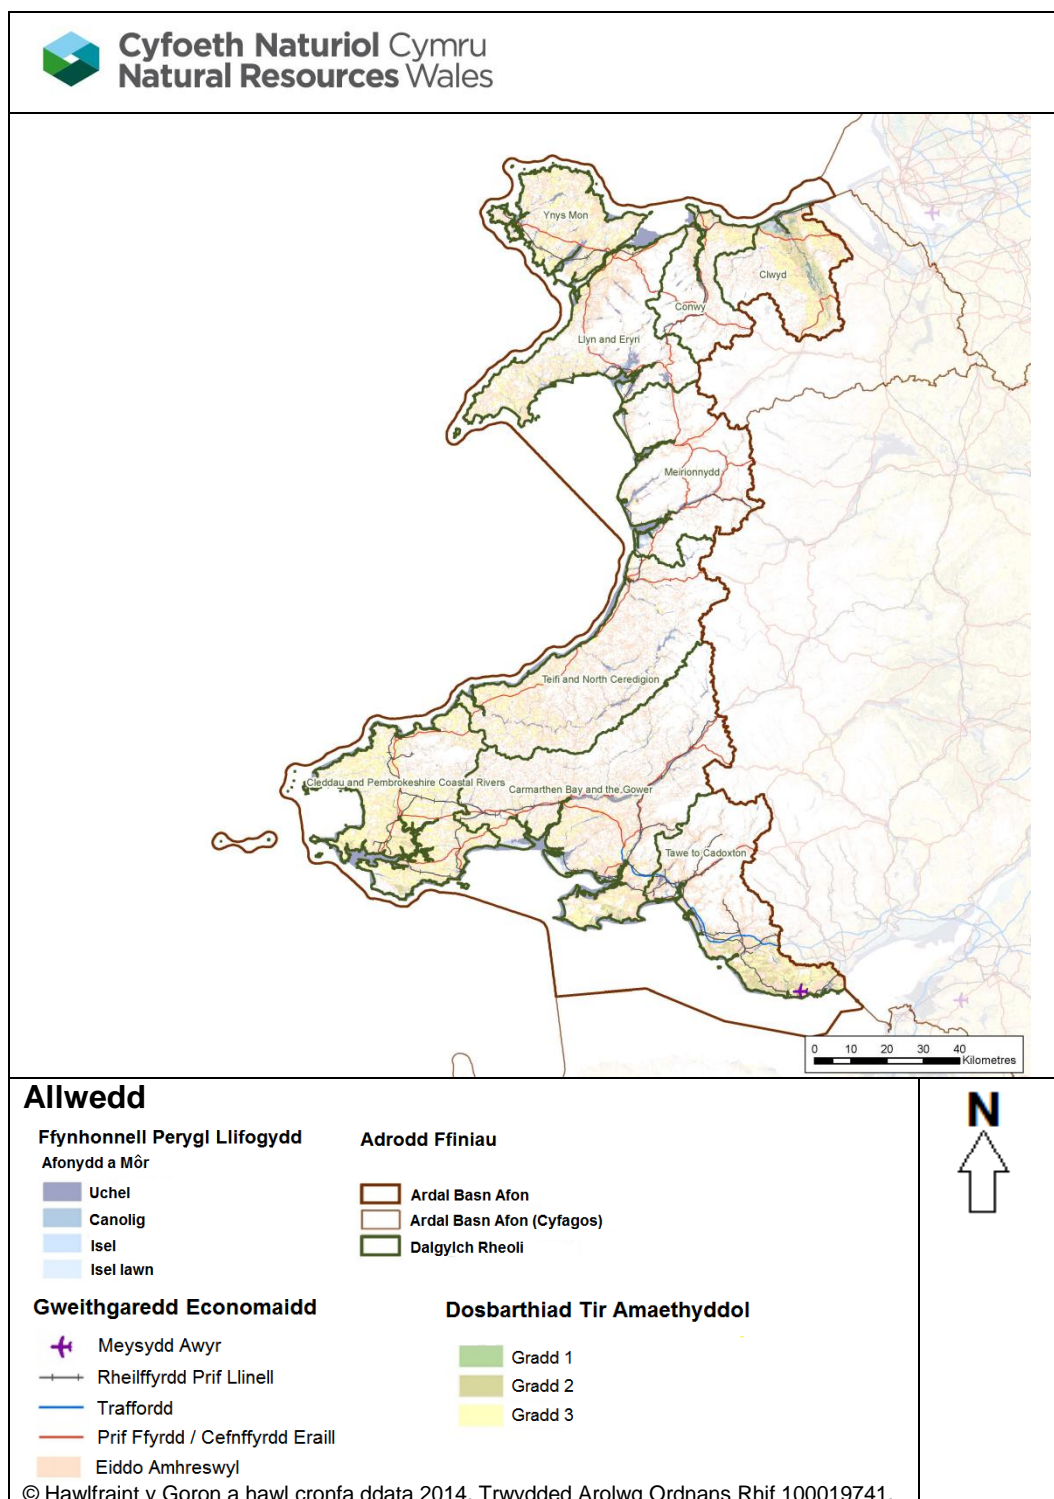 Cyfoeth Naturiol Cymru
Natural Resources Wales
Ynys Mon
Clwyd
Conwy
Llyn and Eryri
Meirionnydd
Teifi and North Ceredigion
Cleddau and Pembrokeshire Coastal Rivers
Carmarthen Bay and the Gower
Tawe to Cadoxton
0 10 20 30 40
Kilometres
Allwedd
N
Ffynhonnell Perygl Llifogydd
Afonydd a Môr
Uchel
Canolig
Isel
Isel Iawn
Adrodd Ffiniau
Ardal Basn Afon
Ardal Basn Afon (Cyfagos)
Dalgylch Rheoli
Gweithgaredd Economaidd
Meysydd Awyr
Rheilffyrdd Prif Llinell
Traffordd
Prif Ffyrdd / Cefnffyrdd Eraill
Eiddo Amhreswyl
Dosbarthiad Tir Amaethyddol
Gradd 1
Gradd 2
Gradd 3
© Hawlfraint y Goron a hawl cronfa ddata 2014. Trwydded Arolwg Ordnans Rhif 100019741.